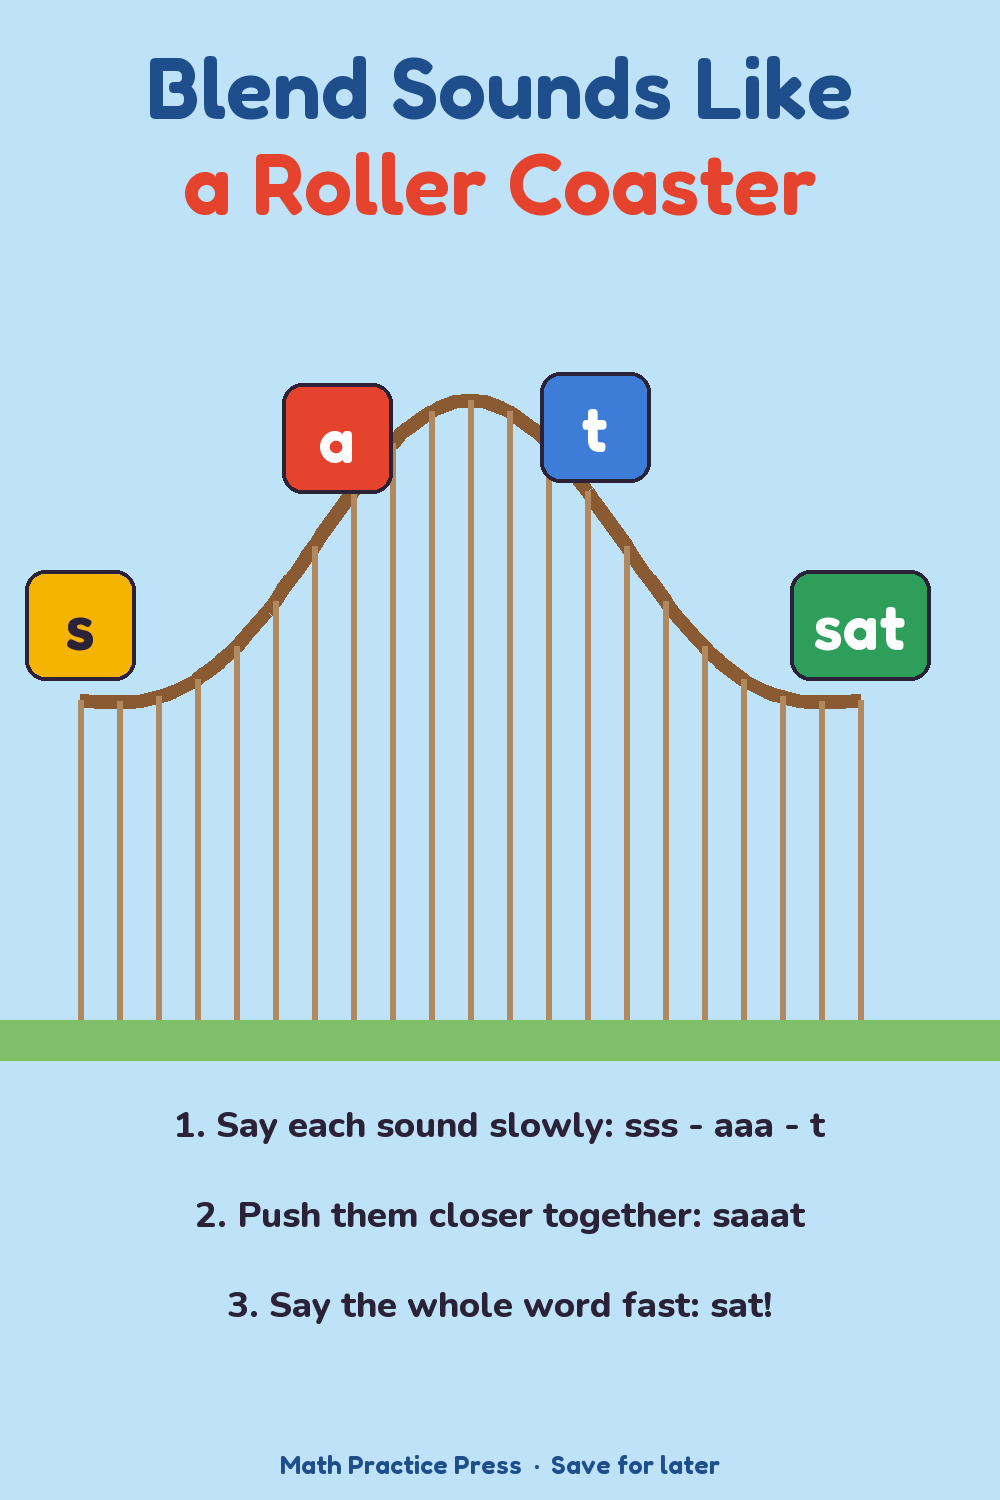 Blend Sounds Like
a Roller Coaster
a
t
s
sat
1. Say each sound slowly: sss - aaa - t
2. Push them closer together: saaat
3. Say the whole word fast: sat!
Math Practice Press · Save for later